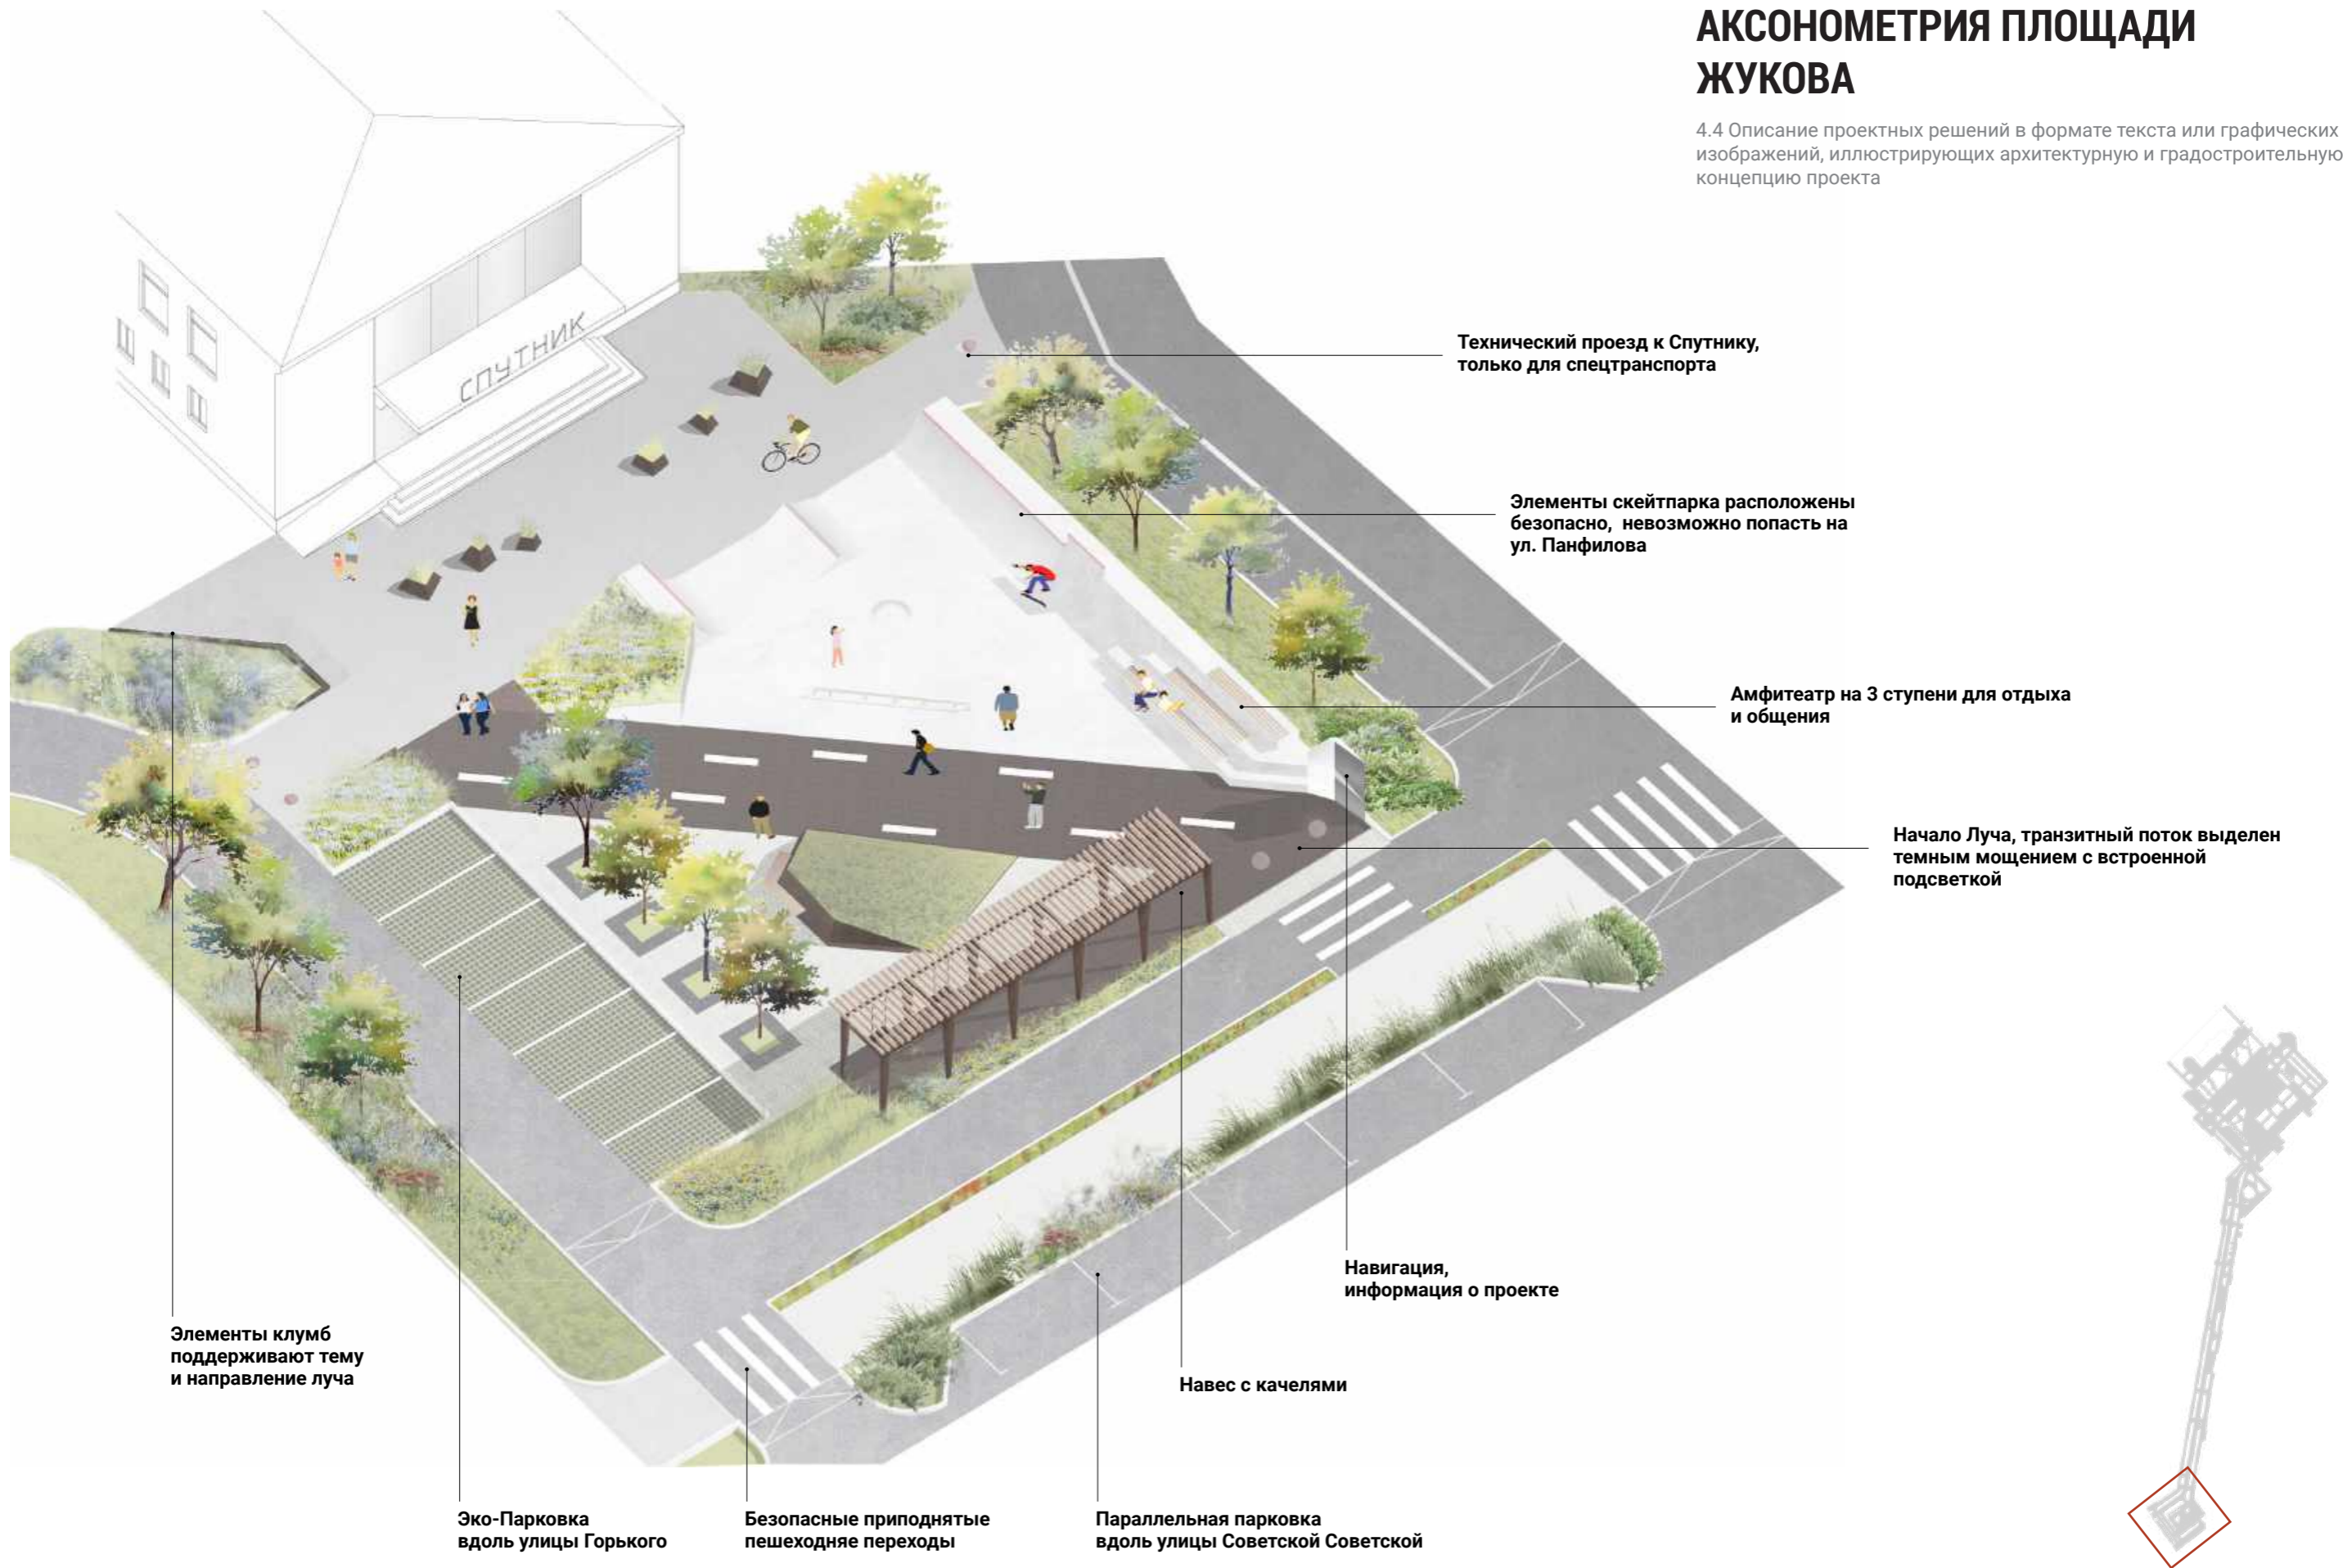 АКСОНОМЕТРИЯ ПЛОЩАДИ
ЖУКОВА
4.4 Описание проектных решений в формате текста или графических
изображений, иллюстрирующих архитектурную и градостроительную
концепцию проекта
СПУТНИК
Технический проезд к Спутнику,
только для спецтранспорта
Элементы скейтпарка расположены
безопасно, невозможно попасть на
ул. Панфилова
Амфитеатр на 3 ступени для отдыха
и общения
Начало Луча, транзитный поток выделен
темным мощением с встроенной
подсветкой
Навигация,
информация о проекте
Навес с качелями
Элементы клумб
поддерживают тему
и направление луча
Эко-Парковка
вдоль улицы Горького
Безопасные приподнятые
пешеходняе переходы
Параллельная парковка
вдоль улицы Советской Советской